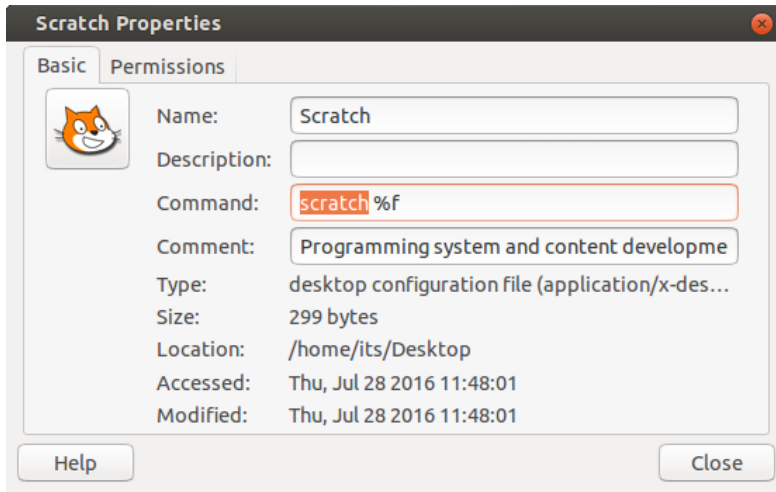 Scratch Properties
Basic Permissions
Name: Scratch
Description:
Command: scratch %f
Comment: Programming system and content developme
Type: desktop configuration file (application/x-des...
Size: 299 bytes
Location: /home/its/Desktop
Accessed: Thu, Jul 28 2016 11:48:01
Modified: Thu, Jul 28 2016 11:48:01
Help Close